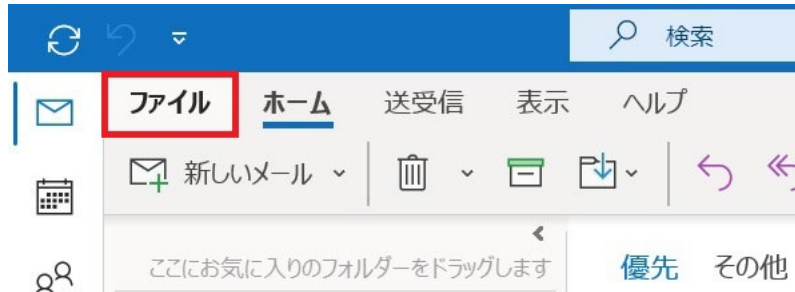 検索
ファイル ホーム 送受信 表示 ヘルプ
新しいメール
ここにお気に入りのフォルダーをドラッグします
優先 その他